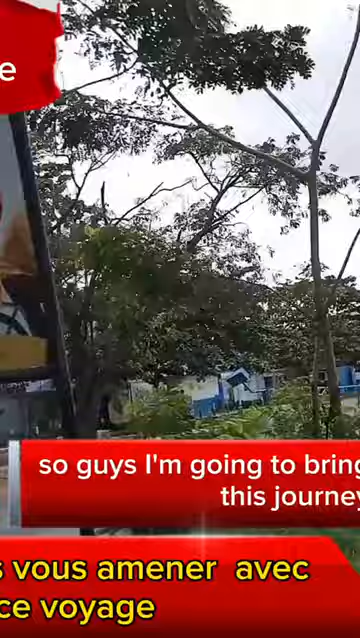 e
so guys I'm going to bring
this journey
s vous amener avec
ce voyage